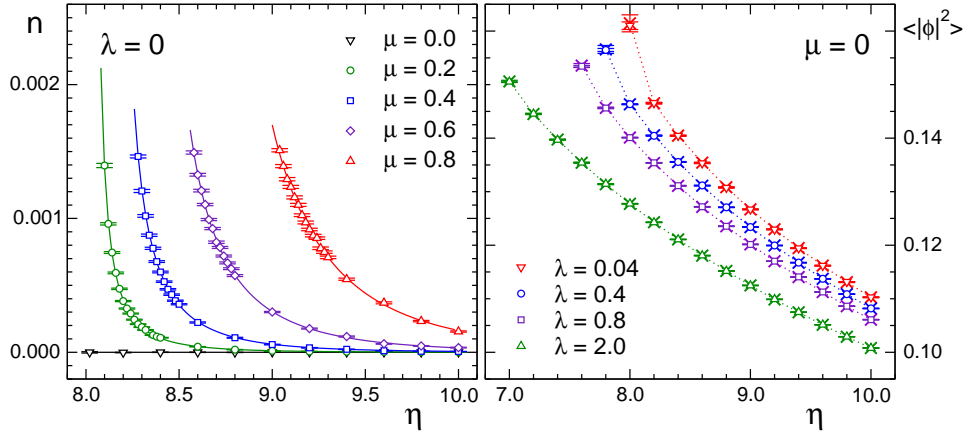 n
λ = 0
μ = 0.0
μ = 0.2
μ = 0.4
μ = 0.6
μ = 0.8
0.002
0.001
0.000
8.0 8.5 9.0 9.5 10.0
η
μ = 0
<|ϕ|²>
0.14
0.12
0.10
λ = 0.04
λ = 0.4
λ = 0.8
λ = 2.0
7.0 8.0 9.0 10.0
η